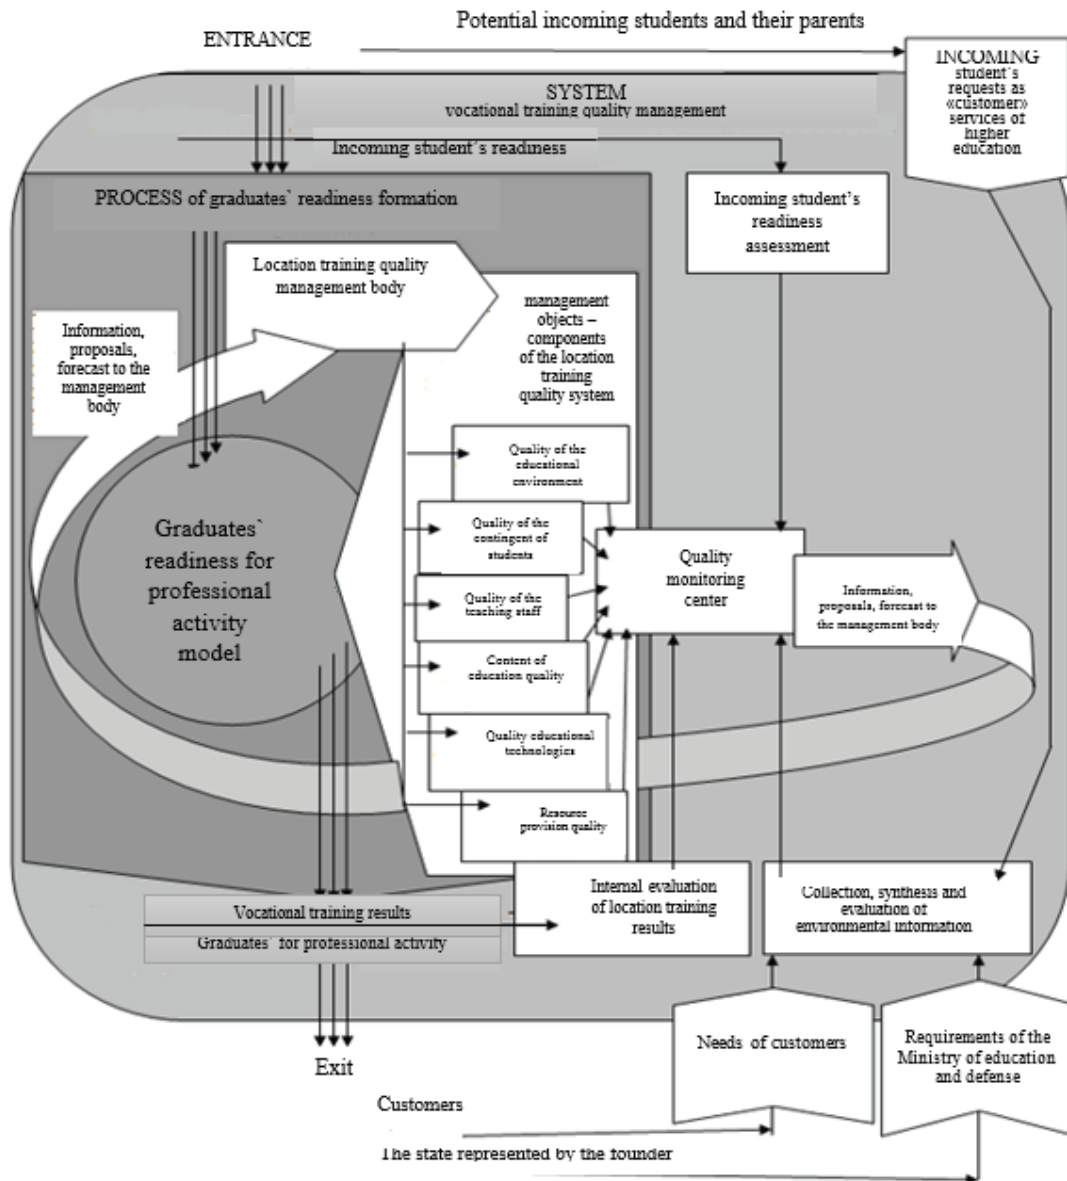 Potential incoming students and their parents
ENTRANCE
INCOMING
student`s
requests as
«customer»
services of
higher
education
SYSTEM
vocational training quality management
Incoming student`s readiness
PROCESS of graduates` readiness formation
Incoming student`s
readiness
assessment
Location training quality
management body
management
objects –
components
of the location
training
quality system
Information,
proposals,
forecast to the
management
body
Quality of the
educational
environment
Quality of the
contingent of
students
Quality of the
teaching staff
Content of
education quality
Quality educational
technologies
Resource
provision quality
Graduates`
readiness for
professional
activity
model
Quality
monitoring
center
Information,
proposals, forecast to
the management body
Internal evaluation
of location training
results
Collection, synthesis and
evaluation of
environmental information
Vocational training results
Graduates` for professional activity
Exit
Needs of customers
Requirements of the
Ministry of education
and defense
Customers
The state represented by the founder